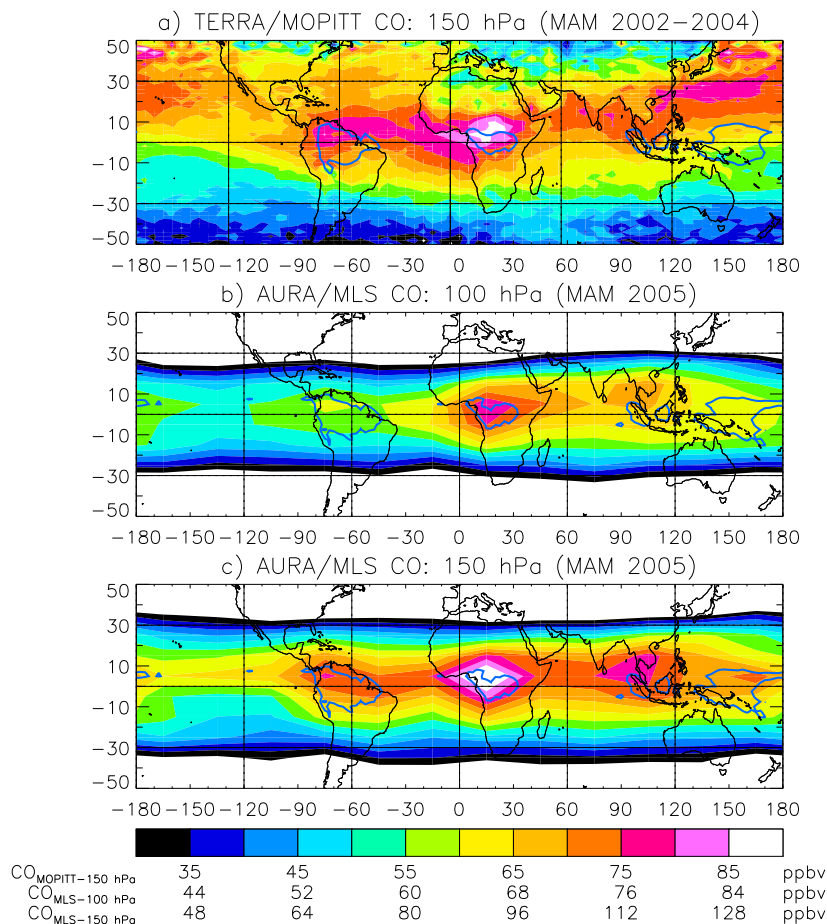 a) TERRA/MOPITT CO: 150 hPa (MAM 2002−2004)
50
30
10
−10
−30
−50
−180 −150 −120 −90 −60 −30 0 30 60 90 120 150 180
b) AURA/MLS CO: 100 hPa (MAM 2005)
50
30
10
−10
−30
−50
−180 −150 −120 −90 −60 −30 0 30 60 90 120 150 180
c) AURA/MLS CO: 150 hPa (MAM 2005)
50
30
10
−10
−30
−50
−180 −150 −120 −90 −60 −30 0 30 60 90 120 150 180
CO MOPITT−150 hPa 35 45 55 65 75 85 ppbv
CO MLS−100 hPa 44 52 60 68 76 84 ppbv
CO MLS−150 hPa 48 64 80 96 112 128 ppbv